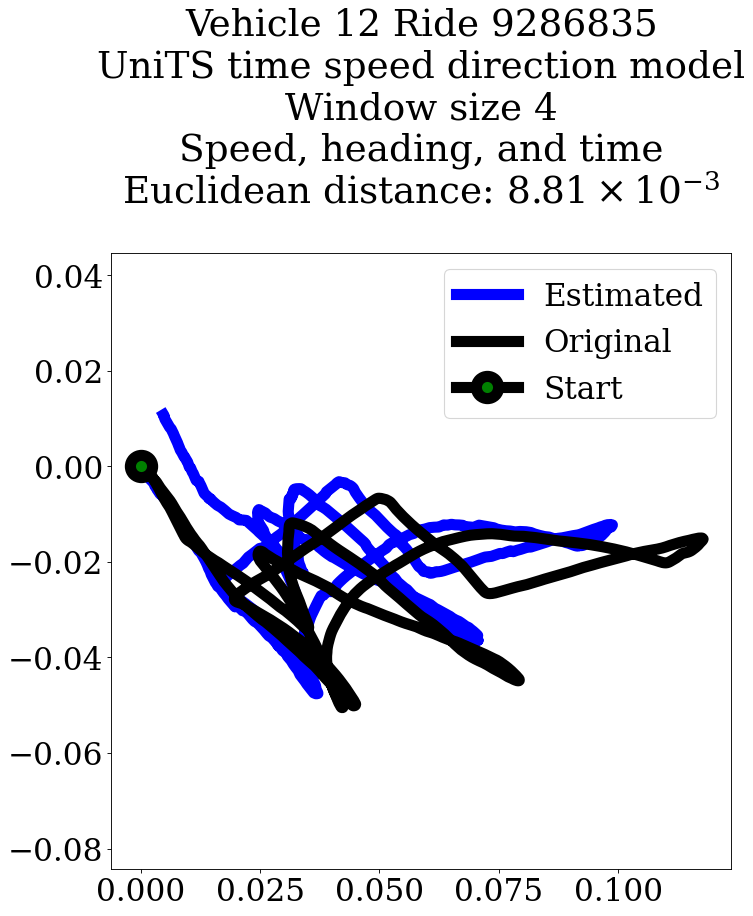 Vehicle 12 Ride 9286835
UniTS time speed direction model
Window size 4
Speed, heading, and time
Euclidean distance: 8.81 × 10⁻³
Estimated
Original
Start
0.04
0.02
0.00
−0.02
−0.04
−0.06
−0.08
0.000 0.025 0.050 0.075 0.100